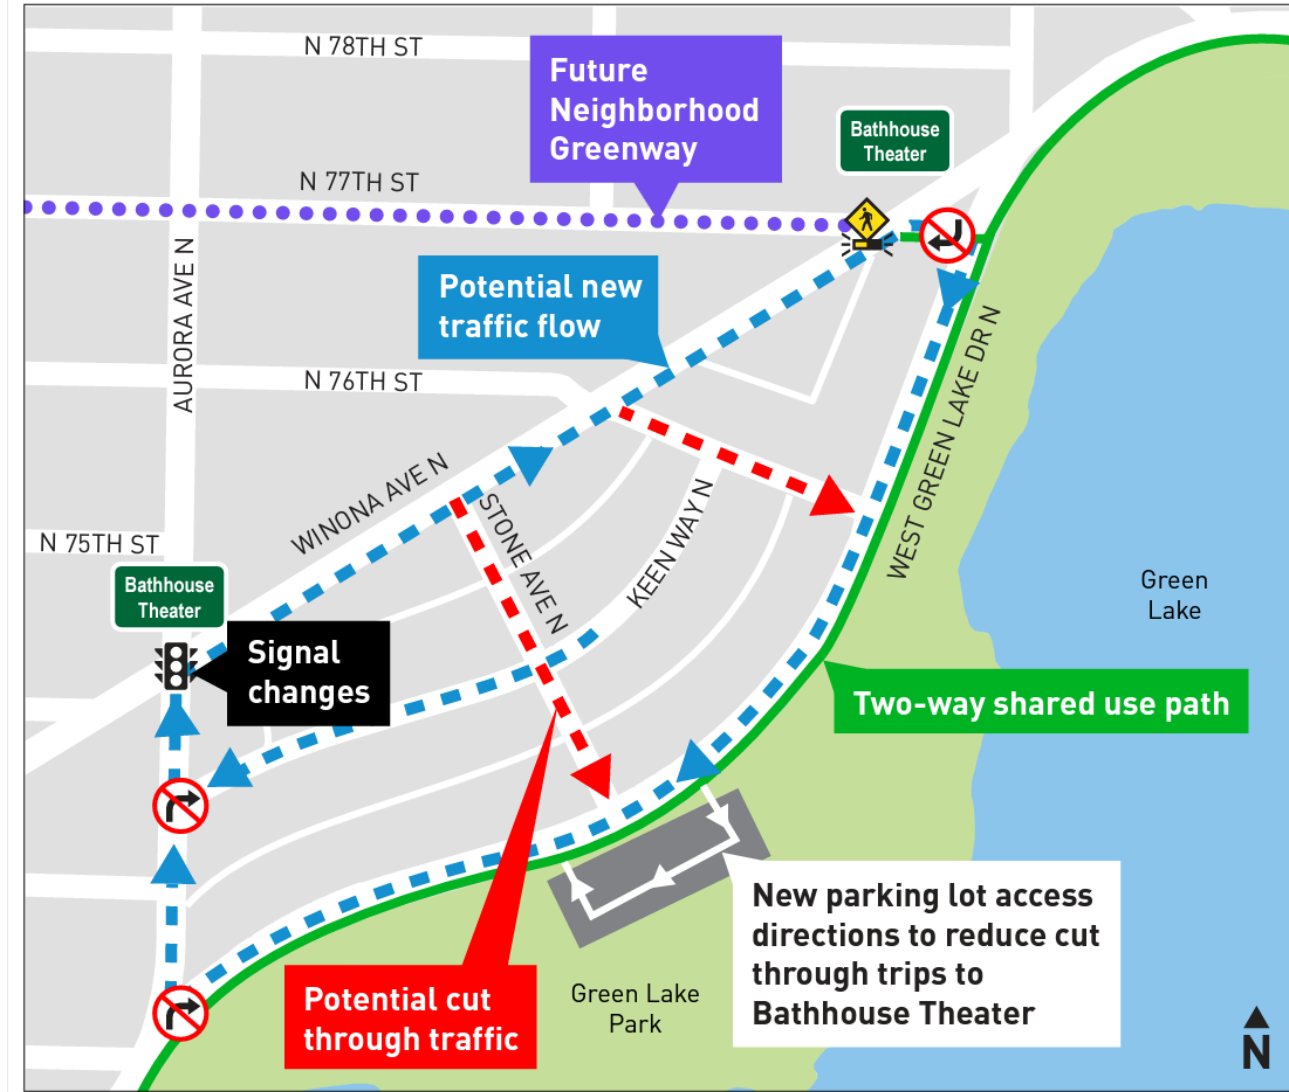 N 78TH ST
Future
Neighborhood
Greenway
Bathhouse
Theater
N 77TH ST
AURORA AVE N
Potential new
traffic flow
N 76TH ST
WEST GREEN LAKE DR N
WINONA AVE N
STONE AVE N
KEEN WAY N
N 75TH ST
Bathhouse
Theater
Green
Lake
Signal
changes
Two-way shared use path
New parking lot access
directions to reduce cut
through trips to
Bathhouse Theater
Potential cut
through traffic
Green Lake
Park
N